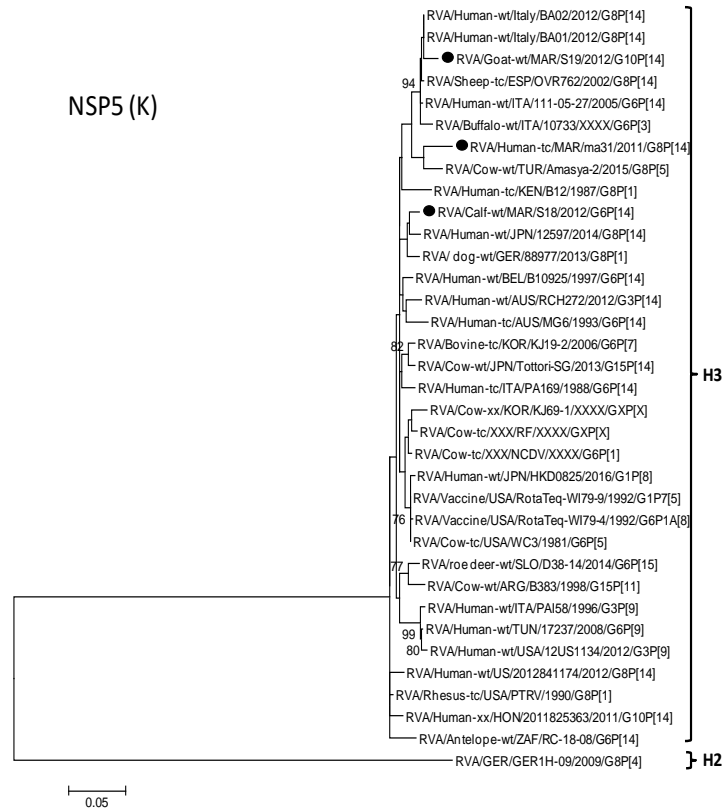 RVA/Human-wt/Italy/BA02/2012/G8P[14]
RVA/Human-wt/Italy/BA01/2012/G8P[14]
RVA/Goat-wt/MAR/S19/2012/G10P[14]
94
RVA/Sheep-tc/ESP/OVR762/2002/G8P[14]
NSP5 (K)
RVA/Human-wt/ITA/111-05-27/2005/G6P[14]
RVA/Buffalo-wt/ITA/10733/XXXX/G6P[3]
RVA/Human-tc/MAR/ma31/2011/G8P[14]
RVA/Cow-wt/TUR/Amasya-2/2015/G8P[5]
RVA/Human-tc/KEN/B12/1987/G8P[1]
RVA/Calf-wt/MAR/S18/2012/G6P[14]
RVA/Human-wt/JPN/12597/2014/G8P[14]
RVA/ dog-wt/GER/88977/2013/G8P[1]
RVA/Human-wt/BEL/B10925/1997/G6P[14]
RVA/Human-wt/AUS/RCH272/2012/G3P[14]
RVA/Human-tc/AUS/MG6/1993/G6P[14]
82
RVA/Bovine-tc/KOR/KJ19-2/2006/G6P[7]
RVA/Cow-wt/JPN/Tottori-SG/2013/G15P[14]
H3
RVA/Human-tc/ITA/PA169/1988/G6P[14]
RVA/Cow-xx/KOR/KJ69-1/XXXX/GXP[X]
RVA/Cow-tc/XXX/RF/XXXX/GXP[X]
RVA/Cow-tc/XXX/NCDV/XXXX/G6P[1]
RVA/Human-wt/JPN/HKD0825/2016/G1P[8]
RVA/Vaccine/USA/RotaTeq-WI79-9/1992/G1P7[5]
76
RVA/Vaccine/USA/RotaTeq-WI79-4/1992/G6P1A[8]
RVA/Cow-tc/USA/WC3/1981/G6P[5]
77
RVA/roe deer-wt/SLO/D38-14/2014/G6P[15]
RVA/Cow-wt/ARG/B383/1998/G15P[11]
RVA/Human-wt/ITA/PAI58/1996/G3P[9]
99
RVA/Human-wt/TUN/17237/2008/G6P[9]
80
RVA/Human-wt/USA/12US1134/2012/G3P[9]
RVA/Human-wt/US/2012841174/2012/G8P[14]
RVA/Rhesus-tc/USA/PTRV/1990/G8P[1]
RVA/Human-xx/HON/2011825363/2011/G10P[14]
RVA/Antelope-wt/ZAF/RC-18-08/G6P[14]
RVA/GER/GER1H-09/2009/G8P[4]
H2
0.05